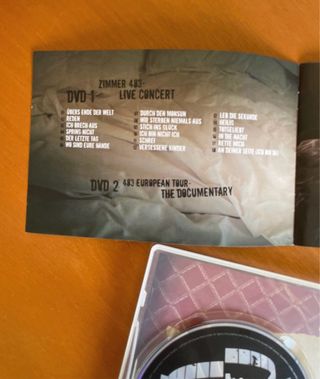 DVD 1
ZIMMER 483-
LIVE CONCERT
ÜBERS ENDE DER WELT
REDEN
ICH BRECH AUS
SPRING NICHT
DER LETZTE TAG
WO SIND EURE HÄNDE
DURCH DEN MONSUN
WIR STERBEN NIEMALS AUS
STICH INS GLÜCK
ICH BIN NICHT ICH
SCHREI
VERGESSENE KINDER
LEB DIE SEKUNDE
HEILIG
TOTGELIEBT
IN DIE NACHT
RETTE MICH
AN DEINER SEITE (ICH BIN DA)
DVD 2
483 EUROPEAN TOUR-
THE DOCUMENTARY